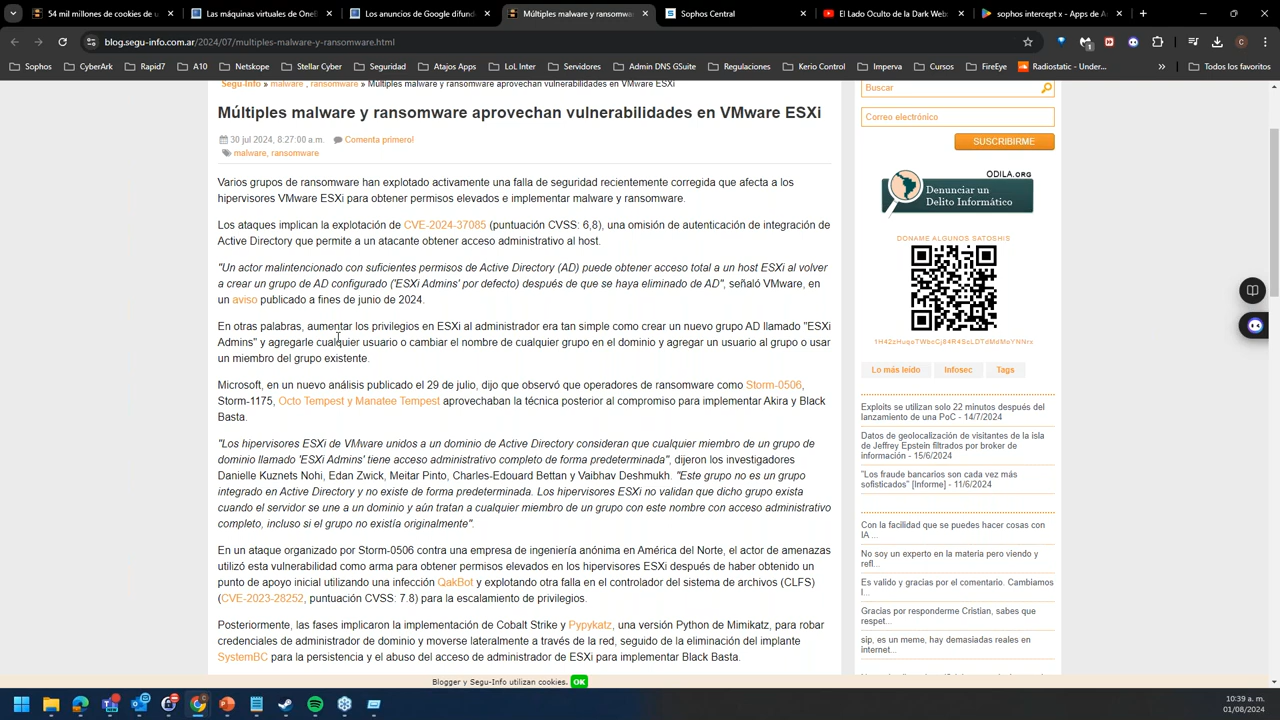 54 mil millones de cookies de u
Las máquinas virtuales de One
Los anuncios de Google difund
Múltiples malware y ransomwa
Sophos Central
El Lado Oculto de la Dark Web
sophos intercept x - Apps de A
blog.segu-info.com.ar/2024/07/multiples-malware-y-ransomware.html
Sophos CyberArk Rapid7 A10 Netskope Stellar Cyber Seguridad Atajos Apps LoL Inter Servidores Admin DNS GSuite Regulaciones Kerio Control Imperva Cursos FireEye Radiostatic - Under... Todos los favoritos
Segu-Info » malware , ransomware » Múltiples malware y ransomware aprovechan vulnerabilidades en VMware ESXi
Múltiples malware y ransomware aprovechan vulnerabilidades en VMware ESXi
30 jul 2024, 8:27:00 a.m. Comenta primero!
malware, ransomware
Varios grupos de ransomware han explotado activamente una falla de seguridad recientemente corregida que afecta a los
hipervisores VMware ESXi para obtener permisos elevados e implementar malware y ransomware.
Los ataques implican la explotación de CVE-2024-37085 (puntuación CVSS: 6,8), una omisión de autenticación de integración de
Active Directory que permite a un atacante obtener acceso administrativo al host.
"Un actor malintencionado con suficientes permisos de Active Directory (AD) puede obtener acceso total a un host ESXi al volver
a crear un grupo de AD configurado ('ESXi Admins' por defecto) después de que se haya eliminado de AD", señaló VMware, en
un aviso publicado a fines de junio de 2024.
En otras palabras, aumentar los privilegios en ESXi al administrador era tan simple como crear un nuevo grupo AD llamado "ESXi
Admins" y agregarle cualquier usuario o cambiar el nombre de cualquier grupo en el dominio y agregar un usuario al grupo o usar
un miembro del grupo existente.
Microsoft, en un nuevo análisis publicado el 29 de julio, dijo que observó que operadores de ransomware como Storm-0506,
Storm-1175, Octo Tempest y Manatee Tempest aprovechaban la técnica posterior al compromiso para implementar Akira y Black
Basta.
"Los hipervisores ESXi de VMware unidos a un dominio de Active Directory consideran que cualquier miembro de un grupo de
dominio llamado 'ESXi Admins' tiene acceso administrativo completo de forma predeterminada", dijeron los investigadores
Danielle Kuznets Nohi, Edan Zwick, Meitar Pinto, Charles-Edouard Bettan y Vaibhav Deshmukh. "Este grupo no es un grupo
integrado en Active Directory y no existe de forma predeterminada. Los hipervisores ESXi no validan que dicho grupo exista
cuando el servidor se une a un dominio y aún tratan a cualquier miembro de un grupo con este nombre con acceso administrativo
completo, incluso si el grupo no existía originalmente".
En un ataque organizado por Storm-0506 contra una empresa de ingeniería anónima en América del Norte, el actor de amenazas
utilizó esta vulnerabilidad como arma para obtener permisos elevados en los hipervisores ESXi después de haber obtenido un
punto de apoyo inicial utilizando una infección QakBot y explotando otra falla en el controlador del sistema de archivos (CLFS)
(CVE-2023-28252, puntuación CVSS: 7.8) para la escalamiento de privilegios.
Posteriormente, las fases implicaron la implementación de Cobalt Strike y Pypykatz, una versión Python de Mimikatz, para robar
credenciales de administrador de dominio y moverse lateralmente a través de la red, seguido de la eliminación del implante
SystemBC para la persistencia y el abuso del acceso de administrador de ESXi para implementar Black Basta.
Buscar
Correo electrónico
SUSCRIBIRME
ODILA.ORG
Denunciar un
Delito Informático
DONAME ALGUNOS SATOSHIS
Lo más leído Infosec Tags
Exploits se utilizan solo 22 minutos después del
lanzamiento de una PoC - 14/7/2024
Datos de geolocalización de visitantes de la isla
de Jeffrey Epstein filtrados por broker de
información - 15/6/2024
"Los fraude bancarios son cada vez más
sofisticados" [Informe] - 11/6/2024
Con la facilidad que se puedes hacer cosas con
IA ...
No soy un experto en la materia pero viendo y
refl...
Es valido y gracias por el comentario. Cambiamos
l...
Gracias por responderme Cristian, sabes que
respet...
sip, es un meme, hay demasiadas reales en
internet...
Blogger y Segu-Info utilizan cookies. OK
10:39 a. m.
01/08/2024